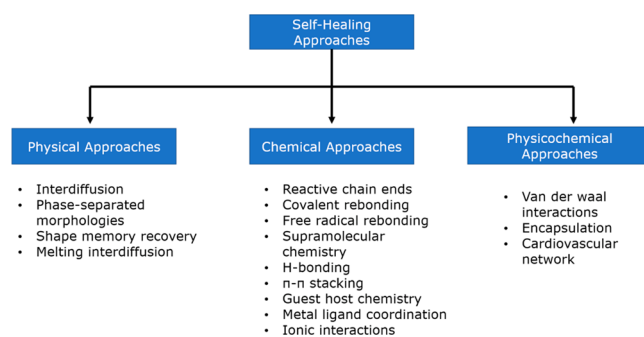 Self-Healing
Approaches
Physical Approaches
• Interdiffusion
• Phase-separated
morphologies
• Shape memory recovery
• Melting interdiffusion
Chemical Approaches
• Reactive chain ends
• Covalent rebonding
• Free radical rebonding
• Supramolecular
chemistry
• H-bonding
• π-π stacking
• Guest host chemistry
• Metal ligand coordination
• Ionic interactions
Physicochemical
Approaches
• Van der waal
interactions
• Encapsulation
• Cardiovascular
network